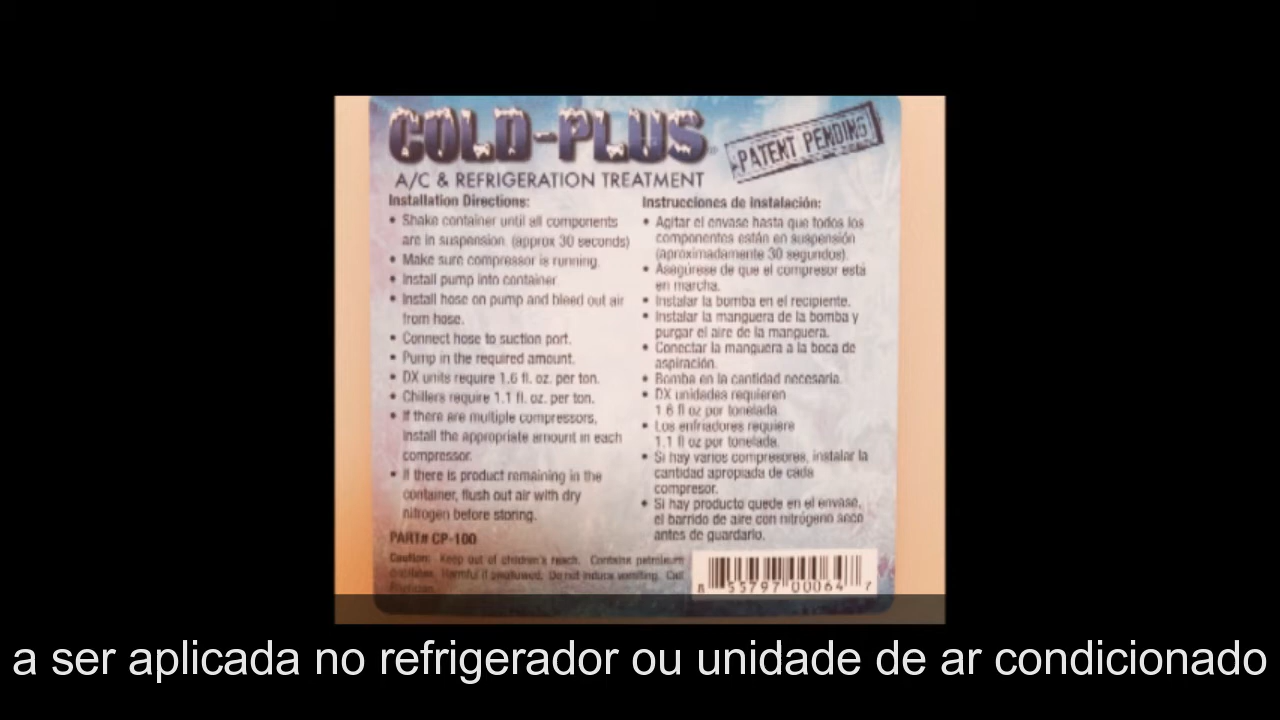 COLD-PLUS
PATENT PENDING
A/C & REFRIGERATION TREATMENT
Installation Directions:
• Shake container until all components
are in suspension. (approx 30 seconds)
• Make sure compressor is running.
• Install pump into container
• Install hose on pump and bleed out air
from hose.
• Connect hose to suction port.
• Pump in the required amount.
• DX units require 1.6 fl. oz. per ton.
• Chillers require 1.1 fl. oz. per ton.
• If there are multiple compressors,
install the appropriate amount in each
compressor.
• If there is product remaining in the
container, flush out air with dry
nitrogen before storing.
PART# CP-100
Caution: Keep out of children's reach. Contains petroleum
Harmful if swallowed. Do not induce vomiting. Call
Instrucciones de instalación:
• Agitar el envase hasta que todos los
componentes están en suspensión
(aproximadamente 30 segundos).
• Asegúrese de que el compresor está
en marcha.
• Instalar la bomba en el recipiente.
• Instalar la manguera de la bomba y
purgar el aire de la manguera.
• Conectar la manguera a la boca de
aspiración.
• Bomba en la cantidad necesaria.
• DX unidades requieren
1.6 fl oz por tonelada.
• Los enfriadores requiere
1.1 fl oz por tonelada.
• Si hay varios compresores, instalar la
cantidad apropiada de cada
compresor.
• Si hay producto quede en el envase,
el barrido de aire con nitrógeno seco
antes de guardarlo.
55797 00064 7
a ser aplicada no refrigerador ou unidade de ar condicionado